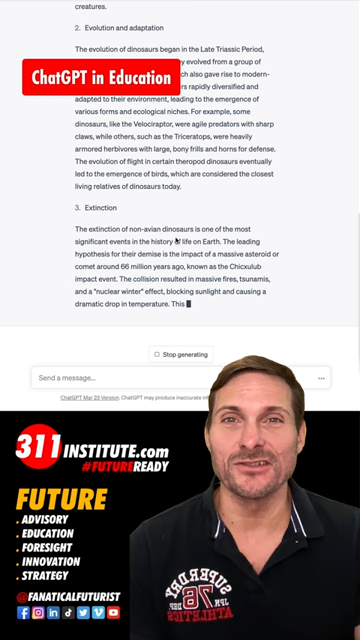 creatures.
2. Evolution and adaptation
The evolution of dinosaurs began in the Late Triassic Period,
y evolved from a group of
ch also gave rise to modern-
ChatGPT in Education
rs rapidly diversified and
adapted to their environment, leading to the emergence of
various forms and ecological niches. For example, some
dinosaurs, like the Velociraptor, were agile predators with sharp
claws, while others, such as the Triceratops, were heavily
armored herbivores with large, bony frills and horns for defense.
The evolution of flight in certain theropod dinosaurs eventually
led to the emergence of birds, which are considered the closest
living relatives of dinosaurs today.
3. Extinction
The extinction of non-avian dinosaurs is one of the most
significant events in the history of life on Earth. The leading
hypothesis for their demise is the impact of a massive asteroid or
comet around 66 million years ago, known as the Chicxulub
impact event. The collision resulted in massive fires, tsunamis,
and a "nuclear winter" effect, blocking sunlight and causing a
dramatic drop in temperature. This
Stop generating
Send a message...
ChatGPT Mar 23 Version. ChatGPT may produce inaccurate inf
311INSTITUTE.com
#FUTUREREADY
FUTURE
. ADVISORY
. EDUCATION
. FORESIGHT
. INNOVATION
. STRATEGY
@FANATICALFUTURIST
SUPERDRY
76